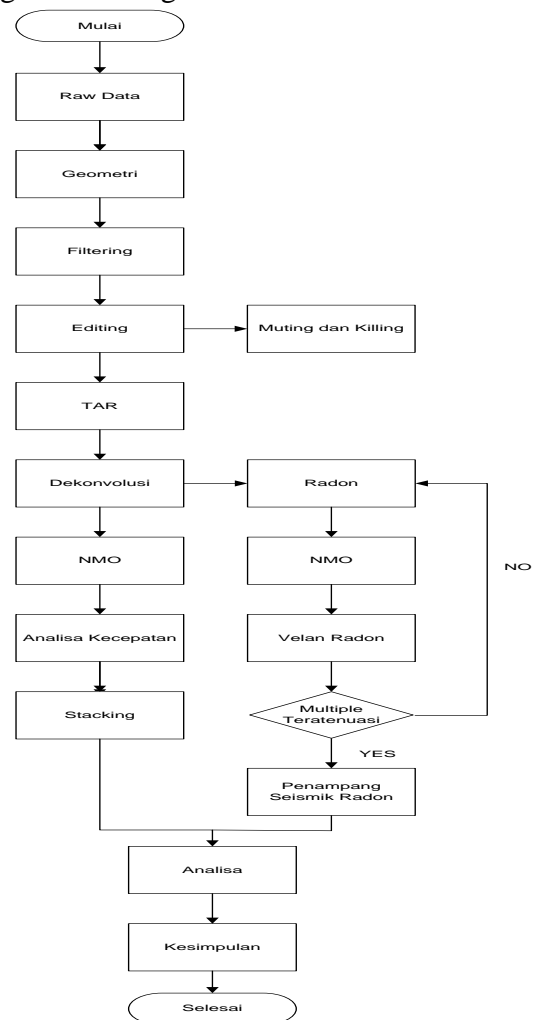 Mulai
Raw Data
Geometri
Filtering
Editing
Muting dan Killing
TAR
Dekonvolusi
Radon
NMO
NMO
NO
Analisa Kecepatan
Velan Radon
Stacking
Multiple
Teratenuasi
YES
Penampang
Seismik Radon
Analisa
Kesimpulan
Selesai